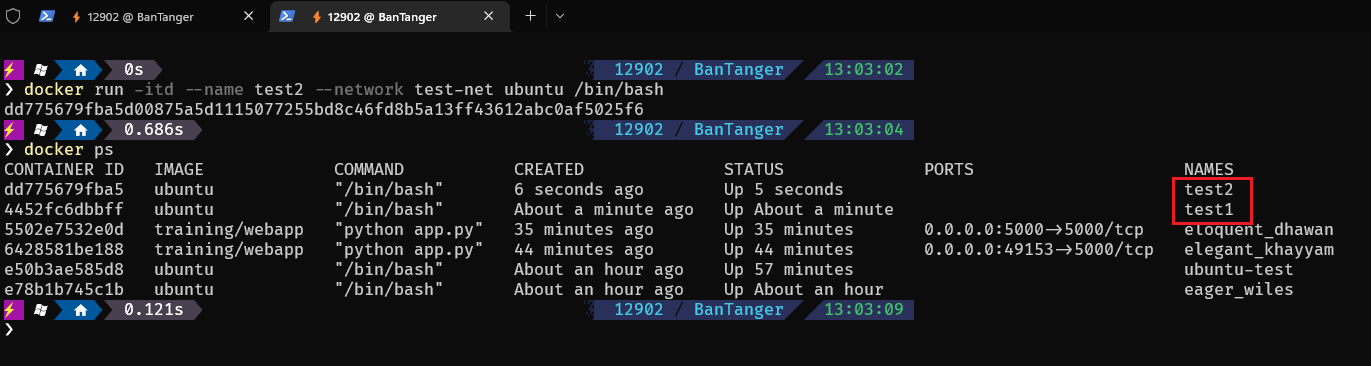 12902 @ BanTanger 12902 @ BanTanger
0s 12902 / BanTanger 13:03:02
❯ docker run -itd --name test2 --network test-net ubuntu /bin/bash
dd775679fba5d00875a5d1115077255bd8c46fd8b5a13ff43612abc0af5025f6
0.686s 12902 / BanTanger 13:03:04
❯ docker ps
CONTAINER ID IMAGE COMMAND CREATED STATUS PORTS NAMES
dd775679fba5 ubuntu "/bin/bash" 6 seconds ago Up 5 seconds test2
4452fc6dbbff ubuntu "/bin/bash" About a minute ago Up About a minute test1
5502e7532e0d training/webapp "python app.py" 35 minutes ago Up 35 minutes 0.0.0.0:5000->5000/tcp eloquent_dhawan
6428581be188 training/webapp "python app.py" 44 minutes ago Up 44 minutes 0.0.0.0:49153->5000/tcp elegant_khayyam
e50b3ae585d8 ubuntu "/bin/bash" About an hour ago Up 57 minutes ubuntu-test
e78b1b745c1b ubuntu "/bin/bash" About an hour ago Up About an hour eager_wiles
0.121s 12902 / BanTanger 13:03:09
❯